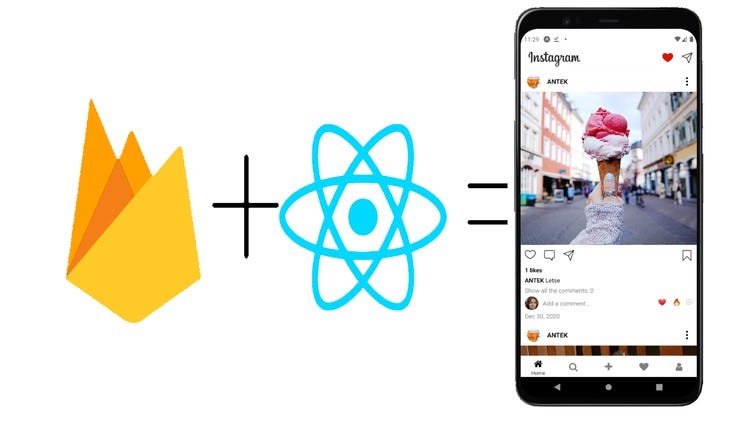 11:29
Instagram
ANTEK
1 likes
ANTEK Letse
Show all the comments: 0
Add a comment...
Dec 30, 2020
ANTEK
Home